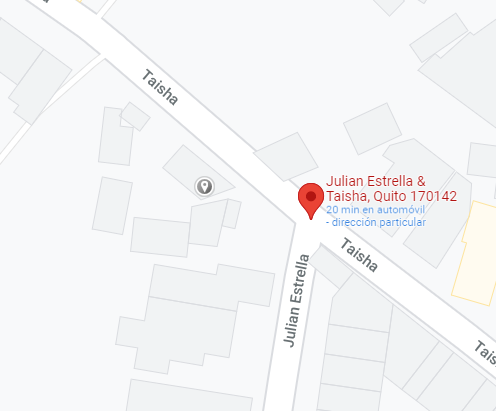 Taisha
Julian Estrella &
Taisha, Quito 170142
20 min en automóvil
- dirección particular
Taisha
Julian Estrella